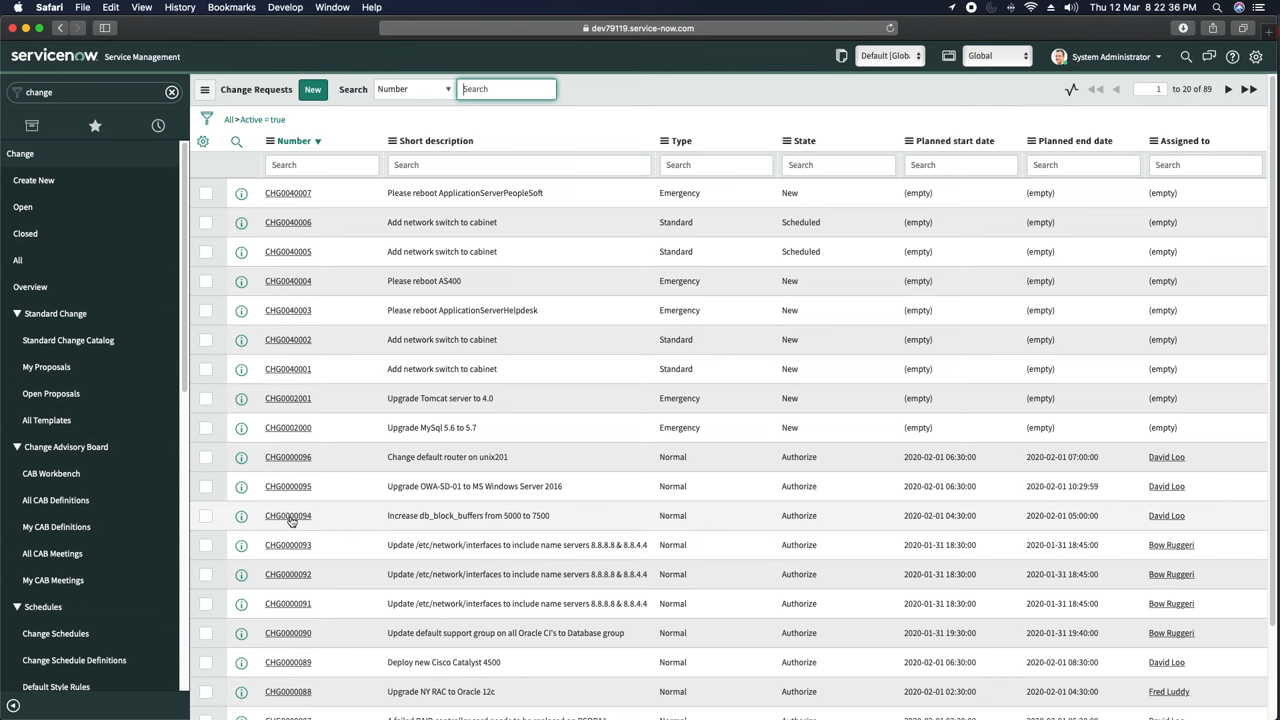 Safari File Edit View History Bookmarks Develop Window Help Thu 12 Mar 8 22 36 PM
dev79119.service-now.com
servicenow Service Management Default [Globa Global System Administrator
change
Change Requests New Search Number Search 1 to 20 of 89
All > Active = true
Number Short description Type State Planned start date Planned end date Assigned to
Search Search Search Search Search Search Search
CHG0040007 Please reboot ApplicationServerPeopleSoft Emergency New (empty) (empty) (empty)
CHG0040006 Add network switch to cabinet Standard Scheduled (empty) (empty) (empty)
CHG0040005 Add network switch to cabinet Standard Scheduled (empty) (empty) (empty)
CHG0040004 Please reboot AS400 Emergency New (empty) (empty) (empty)
CHG0040003 Please reboot ApplicationServerHelpdesk Emergency New (empty) (empty) (empty)
CHG0040002 Add network switch to cabinet Standard New (empty) (empty) (empty)
CHG0040001 Add network switch to cabinet Standard New (empty) (empty) (empty)
CHG0002001 Upgrade Tomcat server to 4.0 Emergency New (empty) (empty) (empty)
CHG0002000 Upgrade MySql 5.6 to 5.7 Emergency New (empty) (empty) (empty)
CHG0000096 Change default router on unix201 Normal Authorize 2020-02-01 06:30:00 2020-02-01 07:00:00 David Loo
CHG0000095 Upgrade OWA-SD-01 to MS Windows Server 2016 Normal Authorize 2020-02-01 06:30:00 2020-02-01 10:29:59 David Loo
CHG0000094 Increase db_block_buffers from 5000 to 7500 Normal Authorize 2020-02-01 04:30:00 2020-02-01 05:00:00 David Loo
CHG0000093 Update /etc/network/interfaces to include name servers 8.8.8.8 & 8.8.4.4 Normal Authorize 2020-01-31 18:30:00 2020-01-31 18:45:00 Bow Ruggeri
CHG0000092 Update /etc/network/interfaces to include name servers 8.8.8.8 & 8.8.4.4 Normal Authorize 2020-01-31 18:30:00 2020-01-31 18:45:00 Bow Ruggeri
CHG0000091 Update /etc/network/interfaces to include name servers 8.8.8.8 & 8.8.4.4 Normal Authorize 2020-01-31 18:30:00 2020-01-31 18:45:00 Bow Ruggeri
CHG0000090 Update default support group on all Oracle CI's to Database group Normal Authorize 2020-01-31 19:30:00 2020-01-31 19:40:00 Bow Ruggeri
CHG0000089 Deploy new Cisco Catalyst 4500 Normal Authorize 2020-02-01 06:30:00 2020-02-01 08:30:00 David Loo
CHG0000088 Upgrade NY RAC to Oracle 12c Normal Authorize 2020-02-01 02:30:00 2020-02-01 04:30:00 Fred Luddy
Change
Create New
Open
Closed
All
Overview
Standard Change
Standard Change Catalog
My Proposals
Open Proposals
All Templates
Change Advisory Board
CAB Workbench
All CAB Definitions
My CAB Definitions
All CAB Meetings
My CAB Meetings
Schedules
Change Schedules
Change Schedule Definitions
Default Style Rules